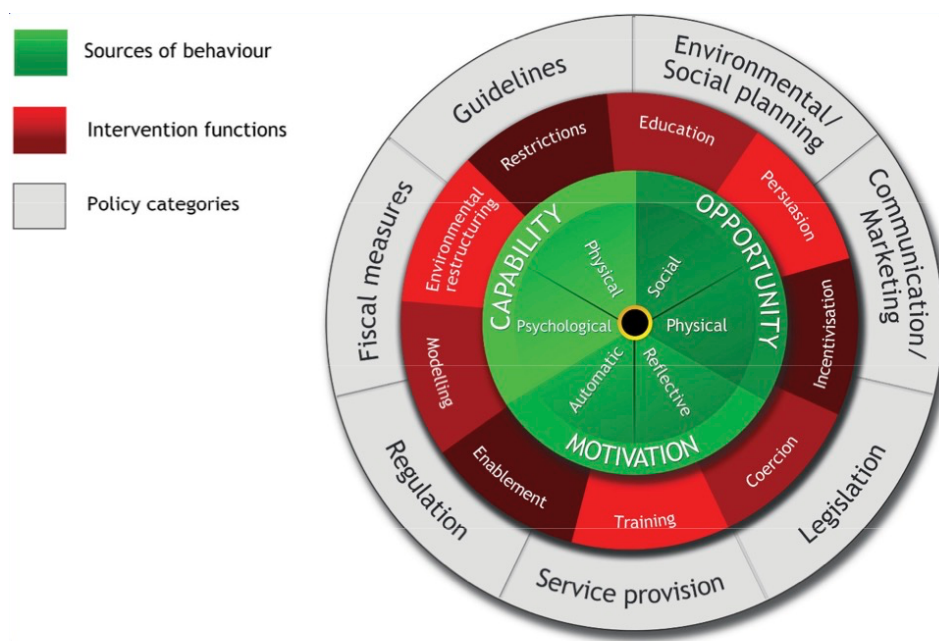 Sources of behaviour
Intervention functions
Policy categories
Guidelines
Environmental/
Social planning
Communication/
Marketing
Legislation
Service provision
Regulation
Fiscal measures
Restrictions
Education
Persuasion
Incentivisation
Coercion
Training
Enablement
Modelling
Environmental
restructuring
CAPABILITY
OPPORTUNITY
MOTIVATION
Physical
Social
Psychological
Physical
Automatic
Reflective